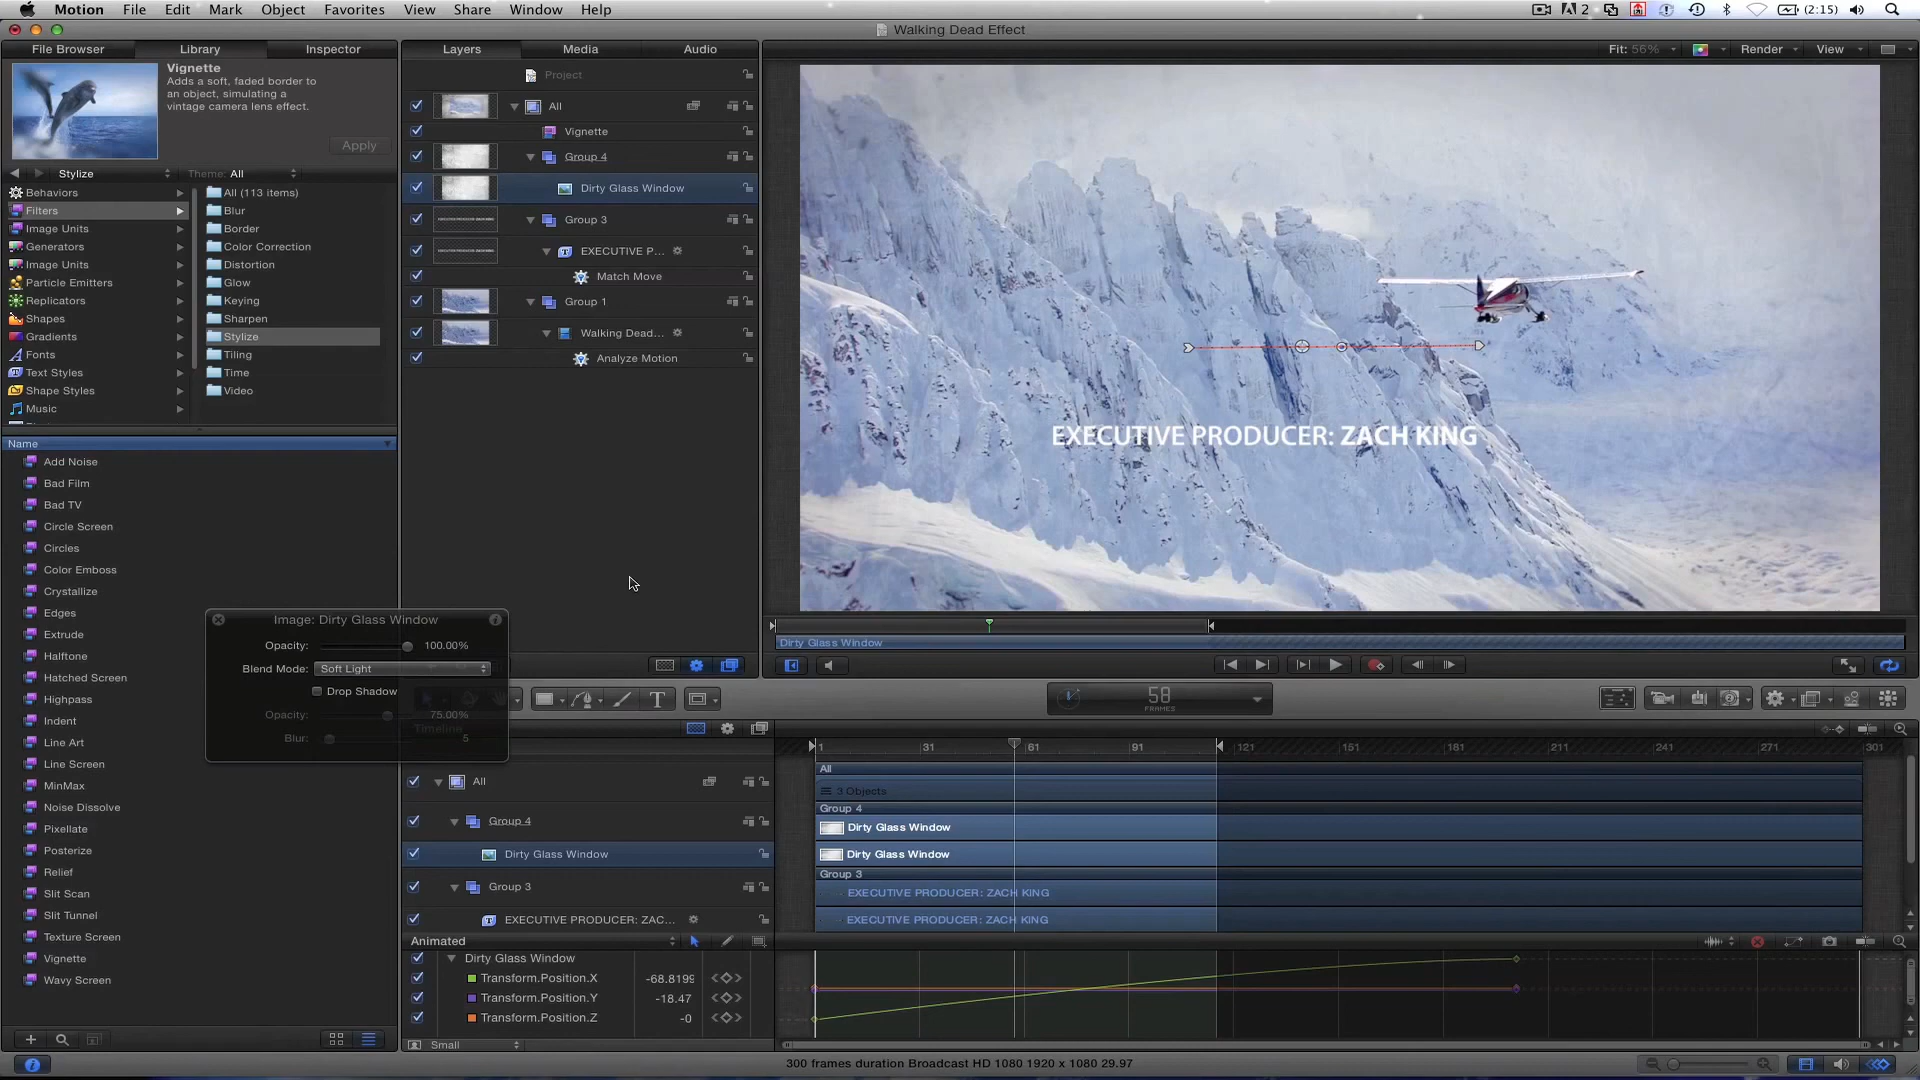 Motion File Edit Mark Object Favorites View Share Window Help
2 (2:15)
Walking Dead Effect
File Browser Library Inspector
Layers Media Audio
Fit: 56% Render View
Vignette
Adds a soft, faded border to
an object, simulating a
vintage camera lens effect.
Apply
Stylize Theme: All
Behaviors
Filters
Image Units
Generators
Image Units
Particle Emitters
Replicators
Shapes
Gradients
Fonts
Text Styles
Shape Styles
Music
All (113 items)
Blur
Border
Color Correction
Distortion
Glow
Keying
Sharpen
Stylize
Tiling
Time
Video
Name
Add Noise
Bad Film
Bad TV
Circle Screen
Circles
Color Emboss
Crystallize
Edges
Extrude
Halftone
Hatched Screen
Highpass
Indent
Line Art
Line Screen
MinMax
Noise Dissolve
Pixellate
Posterize
Relief
Slit Scan
Slit Tunnel
Texture Screen
Vignette
Wavy Screen
Project
All
Vignette
Group 4
Dirty Glass Window
Group 3
EXECUTIVE P...
Match Move
Group 1
Walking Dead...
Analyze Motion
EXECUTIVE PRODUCER: ZACH KING
Image: Dirty Glass Window
Opacity: 100.00%
Blend Mode: Soft Light
Drop Shadow
Opacity: 75.00%
Blur: 5
Dirty Glass Window
58
FRAMES
Timeline
1 31 61 91 121 151 181 211 241 271 301
All
Group 4
Dirty Glass Window
Group 3
EXECUTIVE PRODUCER: ZAC...
All
3 Objects
Group 4
Dirty Glass Window
Dirty Glass Window
Group 3
EXECUTIVE PRODUCER: ZACH KING
EXECUTIVE PRODUCER: ZACH KING
Animated
Dirty Glass Window
Transform.Position.X -68.8199
Transform.Position.Y -18.47
Transform.Position.Z -0
Small
300 frames duration Broadcast HD 1080 1920 x 1080 29.97